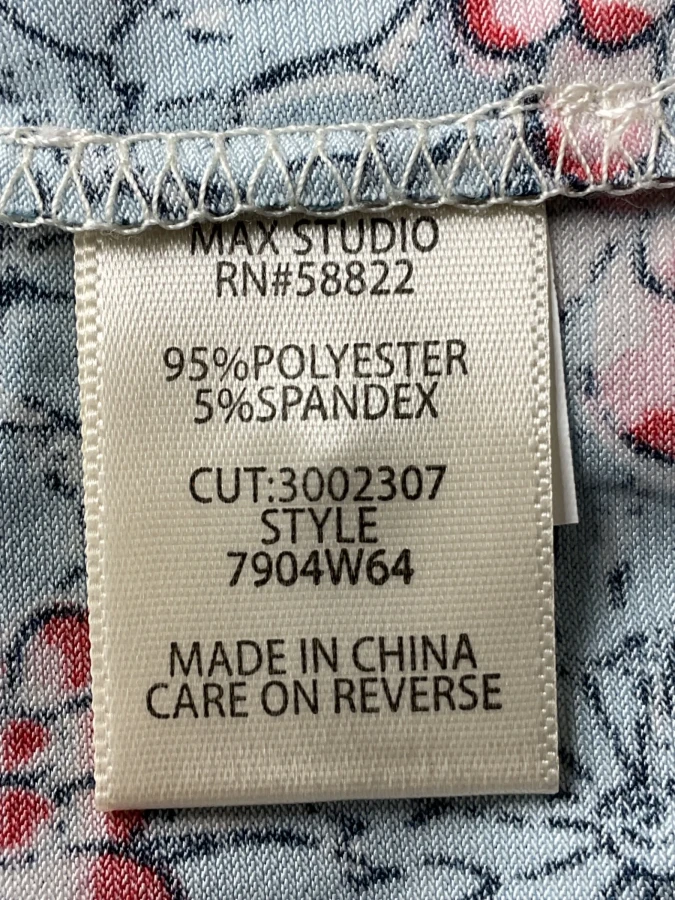 MAX STUDIO
RN#58822
95%POLYESTER
5%SPANDEX
CUT:3002307
STYLE
7904W64
MADE IN CHINA
CARE ON REVERSE